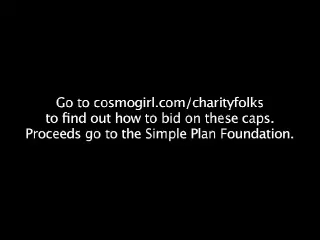 Go to cosmogirl.com/charityfolks
to find out how to bid on these caps.
Proceeds go to the Simple Plan Foundation.